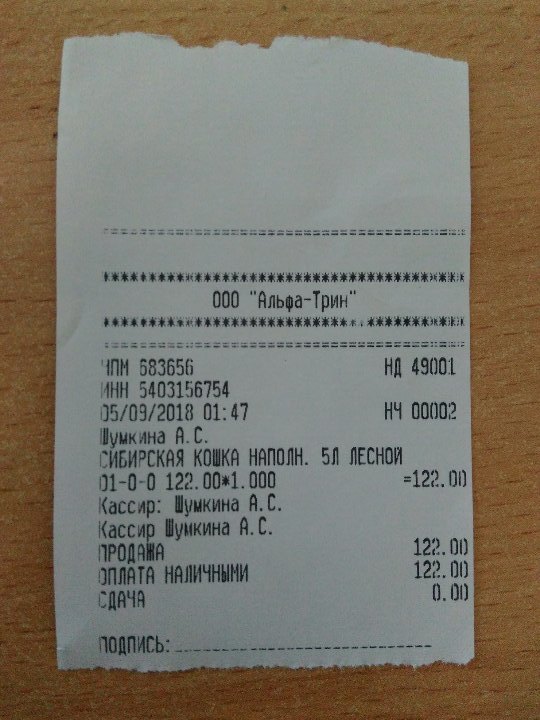 ООО "Альфа-Трин"
ЧПМ 683656 НД 49001
ИНН 5403156754
05/09/2018 01:47 НЧ 00002
Шумкина А.С.
СИБИРСКАЯ КОШКА НАПОЛН. 5Л ЛЕСНОЙ
01-0-0 122.00*1.000 =122.00
Кассир: Шумкина А.С.
Кассир Шумкина А.С.
ПРОДАЖА 122.00
ОПЛАТА НАЛИЧНЫМИ 122.00
СДАЧА 0.00
ПОДПИСЬ: